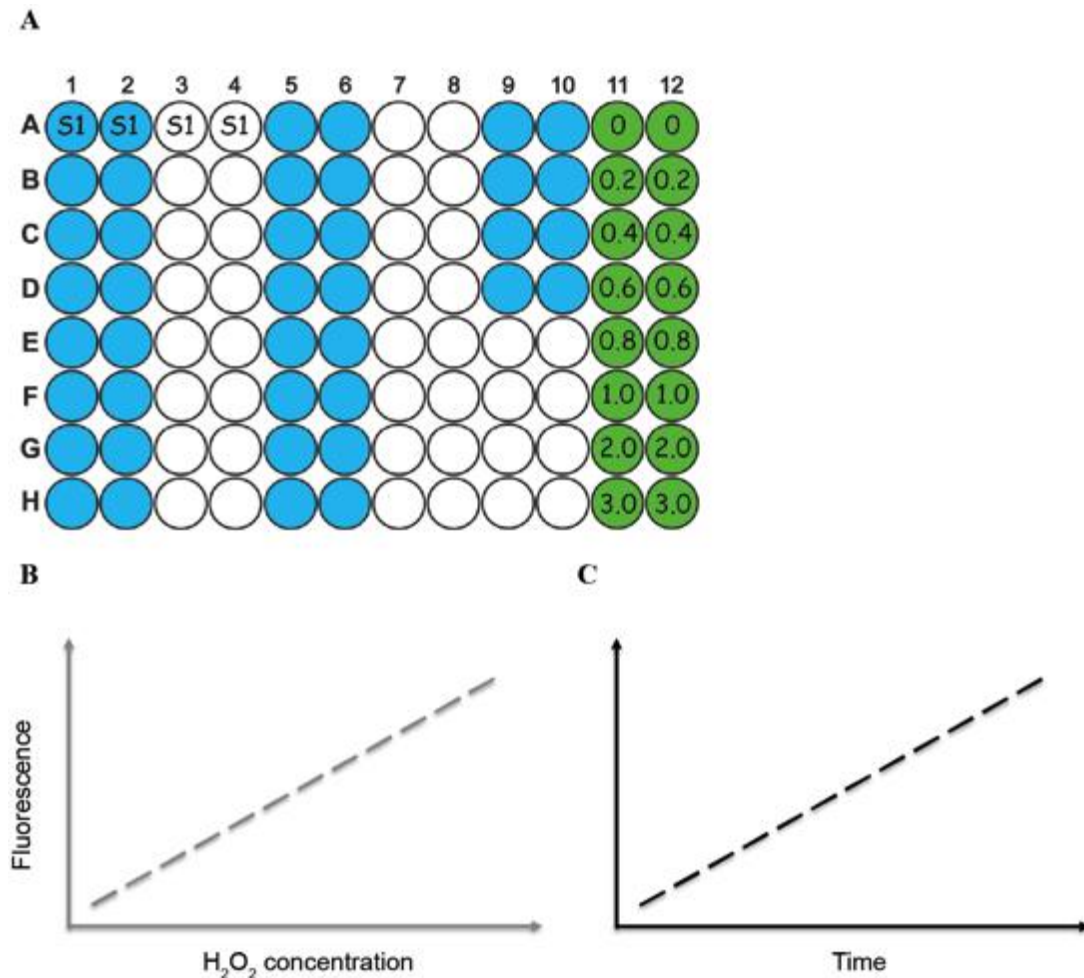 A
1 2 3 4 5 6 7 8 9 10 11 12
A S1 S1 S1 S1 0 0
B 0.2 0.2
C 0.4 0.4
D 0.6 0.6
E 0.8 0.8
F 1.0 1.0
G 2.0 2.0
H 3.0 3.0
B
C
Fluorescence
H₂O₂ concentration
Time